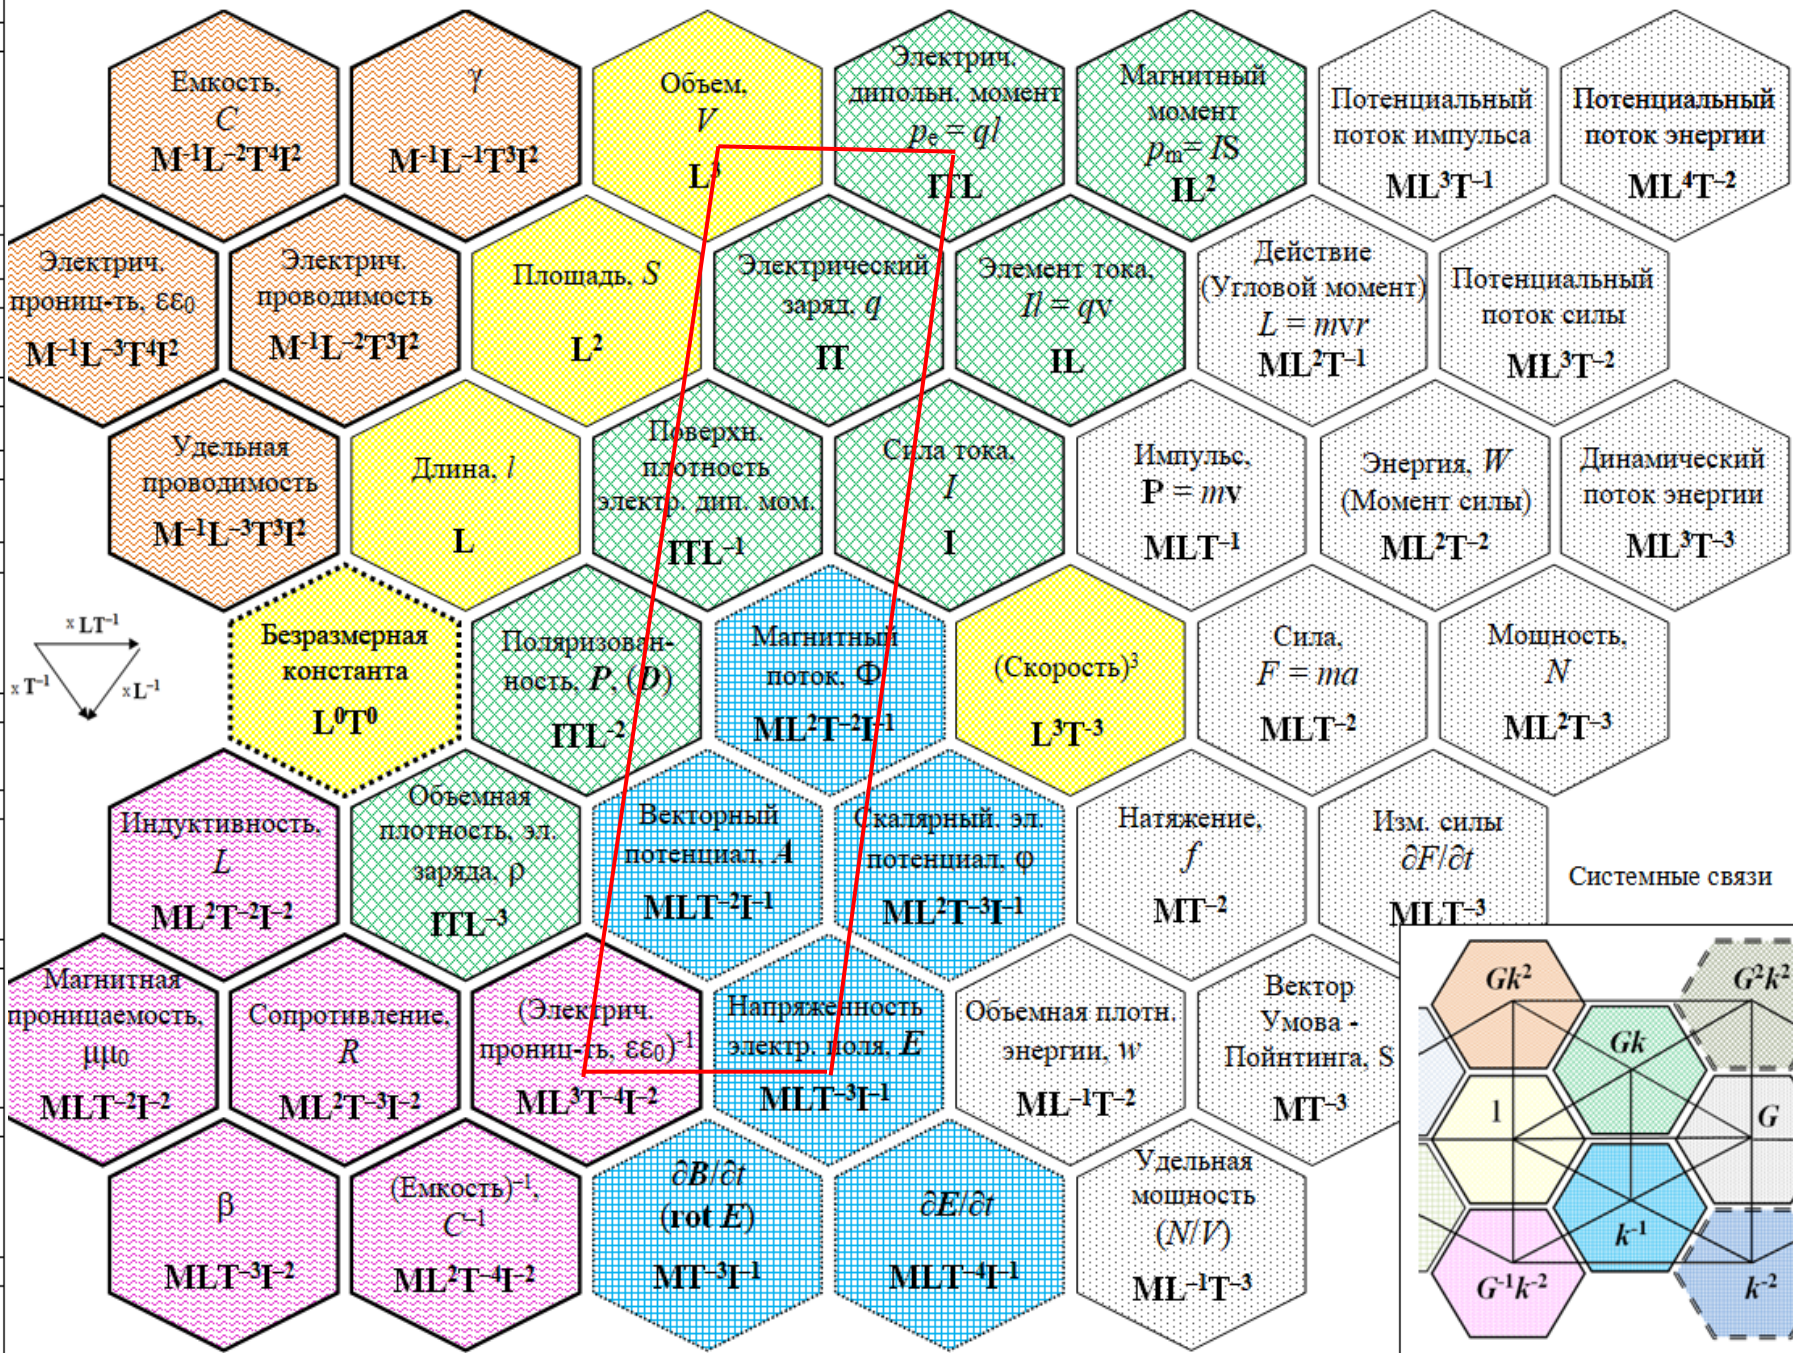 Емкость,
C
M⁻¹L⁻²T⁴I²
γ
M⁻¹L⁻¹T³I²
Объем,
V
L³
Электрич.
дипольн. момент
pₑ = ql
ITL
Магнитный
момент
pₘ = IS
IL²
Потенциальный
поток импульса
ML³T⁻¹
Потенциальный
поток энергии
ML⁴T⁻²
Электрич.
прониц-ть, εε₀
M⁻¹L⁻³T⁴I²
Электрич.
проводимость
M⁻¹L⁻²T³I²
Площадь, S
L²
Электрический
заряд, q
IT
Элемент тока,
Il = qv
IL
Действие
(Угловой момент)
L = mvr
ML²T⁻¹
Потенциальный
поток силы
ML³T⁻²
Удельная
проводимость
M⁻¹L⁻³T³I²
Длина, l
L
Поверхн.
плотность
электр. дип. мом.
ITL⁻¹
Сила тока,
I
I
Импульс,
P = mv
MLT⁻¹
Энергия, W
(Момент силы)
ML²T⁻²
Динамический
поток энергии
ML³T⁻³
x LT⁻¹
x T⁻¹
x L⁻¹
Безразмерная
константа
L⁰T⁰
Поляризован-
ность, P, (D)
ITL⁻²
Магнитный
поток, Φ
ML²T⁻²I⁻¹
(Скорость)³
L³T⁻³
Сила,
F = ma
MLT⁻²
Мощность,
N
ML²T⁻³
Индуктивность,
L
ML²T⁻²I⁻²
Объемная
плотность, эл.
заряда, ρ
ITL⁻³
Векторный
потенциал, A
MLT⁻²I⁻¹
Скалярный. эл.
потенциал, φ
ML²T⁻³I⁻¹
Натяжение,
f
MT⁻²
Изм. силы
∂F/∂t
MLT⁻³
Системные связи
Магнитная
проницаемость,
μμ₀
MLT⁻²I⁻²
Сопротивление,
R
ML²T⁻³I⁻²
(Электрич.
прониц-ть, εε₀)⁻¹
ML³T⁻⁴I⁻²
Напряженность
электр. поля, E
MLT⁻³I⁻¹
Объемная плотн.
энергии, w
ML⁻¹T⁻²
Вектор
Умова -
Пойнтинга, S
MT⁻³
β
MLT⁻³I⁻²
(Емкость)⁻¹,
C⁻¹
ML²T⁻⁴I⁻²
∂B/∂t
(rot E)
MT⁻³I⁻¹
∂E/∂t
MLT⁻⁴I⁻¹
Удельная
мощность
(N/V)
ML⁻¹T⁻³
Gk²
G²k²
Gk
1
G
k⁻¹
G⁻¹k⁻²
k⁻²